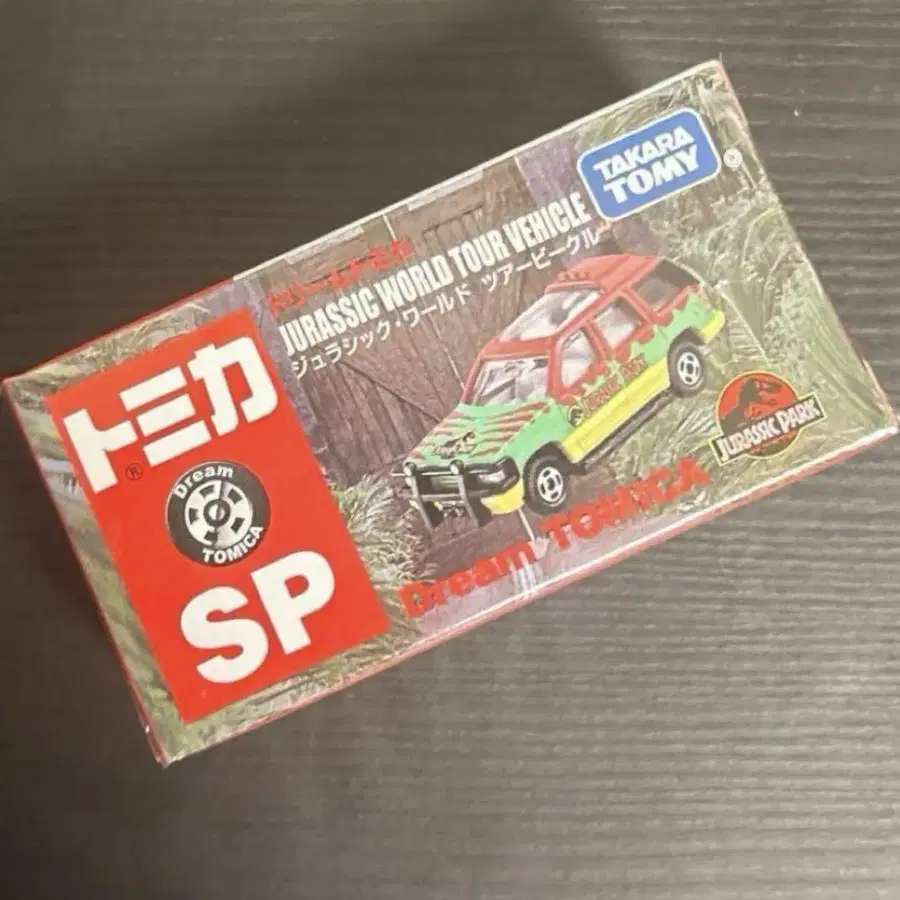 TAKARA
TOMY
ドリームトミカ
JURASSIC WORLD TOUR VEHICLE
ジュラシック・ワールド ツアービークル
トミカ
®
Dream
TOMICA
SP
JURASSIC PARK
JURASSIC PARK
Dream TOMICA